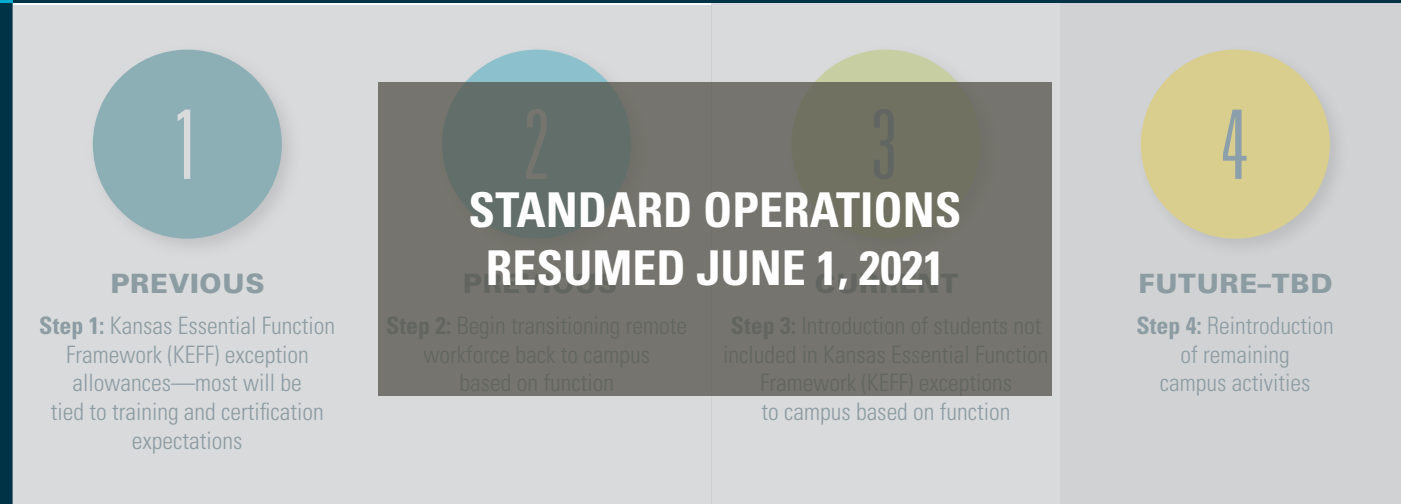 1
2
3
4
STANDARD OPERATIONS
RESUMED JUNE 1, 2021
PREVIOUS
Step 1: Kansas Essential Function
Framework (KEFF) exception
allowances—most will be
tied to training and certification
expectations
PREVIOUS
Step 2: Begin transitioning remote
workforce back to campus
based on function
CURRENT
Step 3: Introduction of students not
included in Kansas Essential Function
Framework (KEFF) exceptions
to campus based on function
FUTURE–TBD
Step 4: Reintroduction
of remaining
campus activities